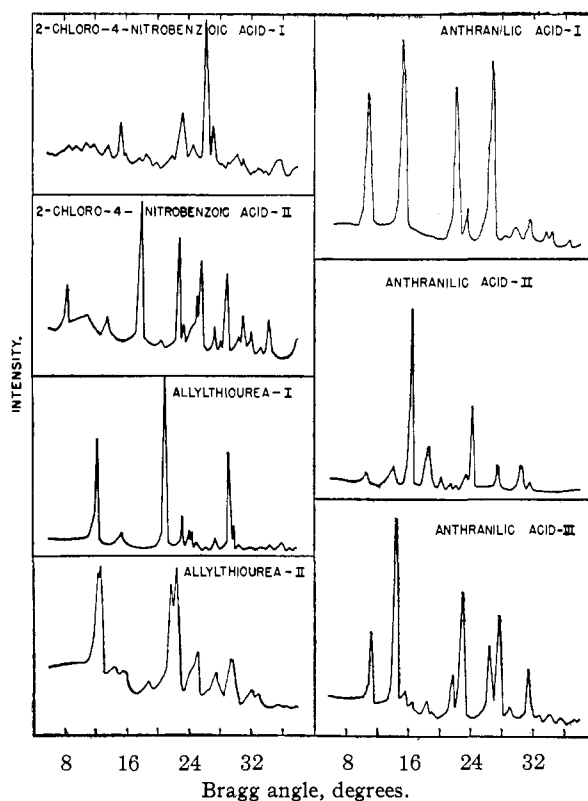 2-CHLORO-4-NITROBENZOIC ACID-I
2-CHLORO-4-NITROBENZOIC ACID-II
ALLYLTHIOUREA-I
ALLYLTHIOUREA-II
ANTHRANILIC ACID-I
ANTHRANILIC ACID-II
ANTHRANILIC ACID-III
INTENSITY.
8 16 24 32 8 16 24 32
Bragg angle, degrees.